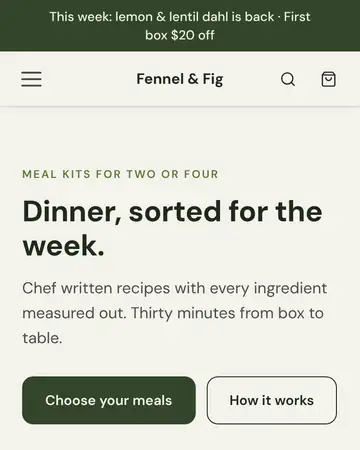 This week: lemon & lentil dahl is back · First
box $20 off
Fennel & Fig
MEAL KITS FOR TWO OR FOUR
Dinner, sorted for the
week.
Chef written recipes with every ingredient
measured out. Thirty minutes from box to
table.
Choose your meals
How it works